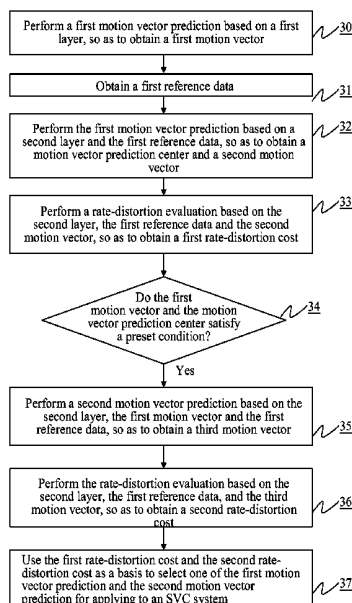 Perform a first motion vector prediction based on a first
layer, so as to obtain a first motion vector
30
Obtain a first reference data
31
Perform the first motion vector prediction based on a
second layer and the first reference data, so as to obtain a
motion vector prediction center and a second motion
vector
32
Perform a rate-distortion evaluation based on the
second layer, the first reference data and the second
motion vector, so as to obtain a first rate-distortion cost
33
Do the first
motion vector and the motion
vector prediction center satisfy
a preset condition?
34
Yes
Perform a second motion vector prediction based on the
second layer, the first motion vector and the first
reference data, so as to obtain a third motion vector
35
Perform the rate-distortion evaluation based on the
second layer, the first reference data, and the third
motion vector, so as to obtain a second rate-distortion
cost
36
Use the first rate-distortion cost and the second rate-
distortion cost as a basis to select one of the first motion
vector prediction and the second motion vector
prediction for applying to an SVC system
37